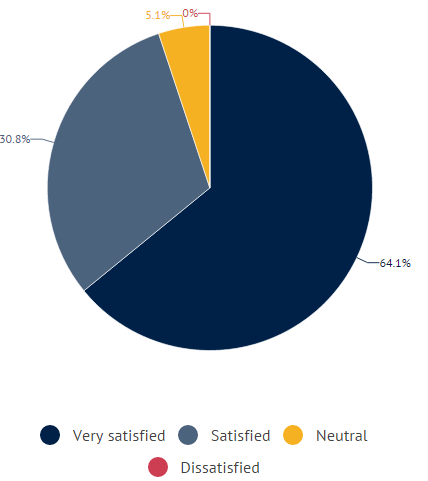 5.1% 0%
30.8%
64.1%
Very satisfied Satisfied Neutral
Dissatisfied